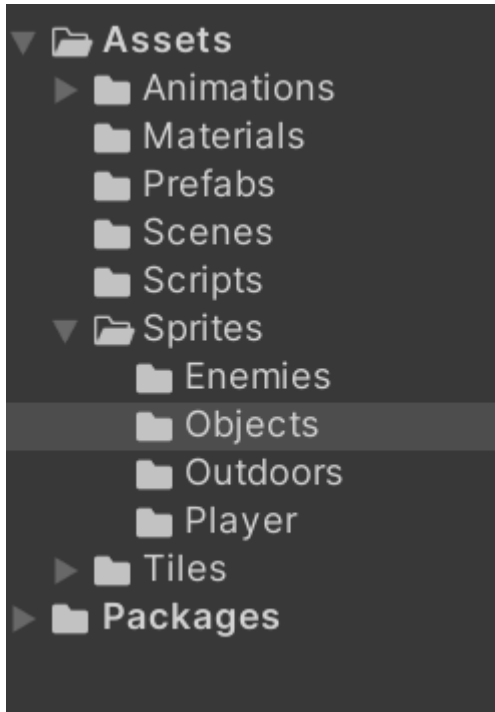 Assets
Animations
Materials
Prefabs
Scenes
Scripts
Sprites
Enemies
Objects
Outdoors
Player
Tiles
Packages